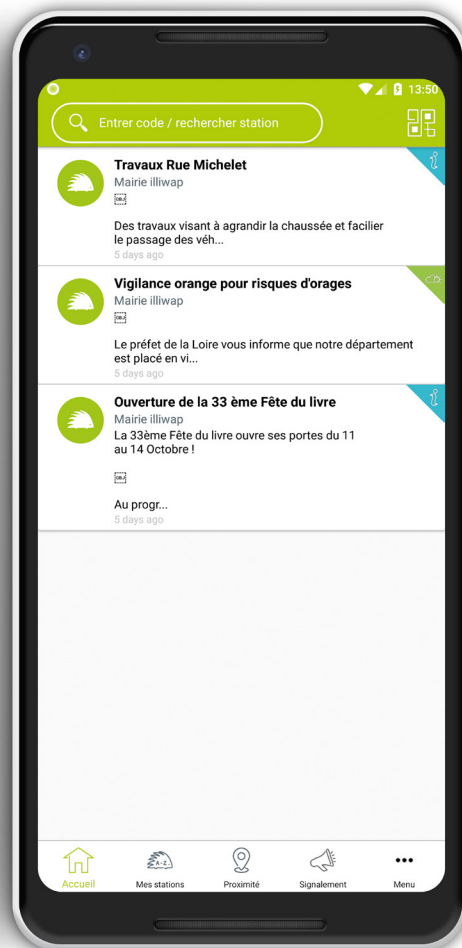 13:50
Entrer code / rechercher station
Travaux Rue Michelet
Mairie illiwap
OBJ
Des travaux visant à agrandir la chaussée et facilier
le passage des véh...
5 days ago
Vigilance orange pour risques d'orages
Mairie illiwap
OBJ
Le préfet de la Loire vous informe que notre département
est placé en vi...
5 days ago
Ouverture de la 33 ème Fête du livre
Mairie illiwap
La 33ème Fête du livre ouvre ses portes du 11
au 14 Octobre !
OBJ
Au progr...
5 days ago
A-Z.
Accueil
Mes stations
Proximité
Signalement
Menu